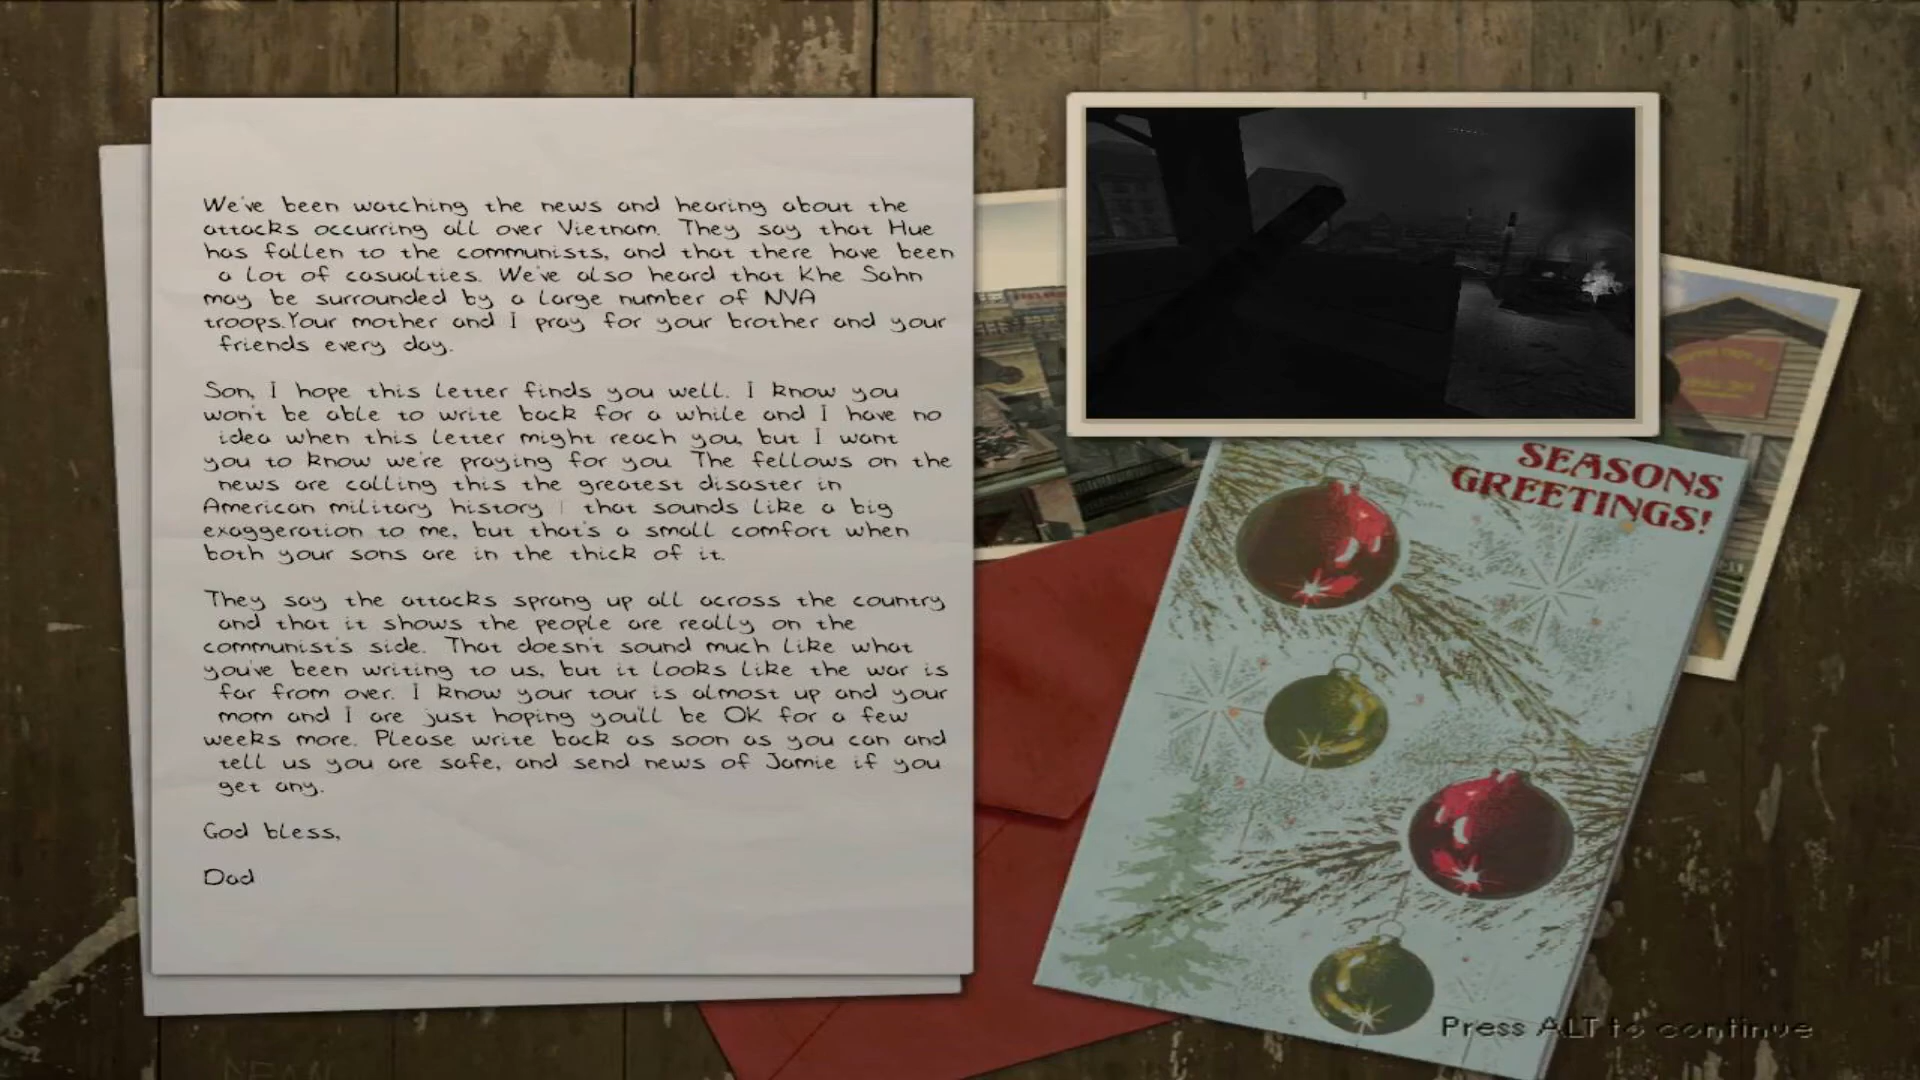 We've been watching the news and hearing about the
attacks occurring all over Vietnam. They say that Hue
has fallen to the communists, and that there have been
a lot of casualties. We've also heard that Khe Sahn
may be surrounded by a large number of NVA
troops.Your mother and I pray for your brother and your
friends every day.
Son, I hope this letter finds you well. I know you
won't be able to write back for a while and I have no
idea when this letter might reach you, but I want
you to know we're praying for you. The fellows on the
news are calling this the greatest disaster in
American military history | that sounds like a big
exaggeration to me, but that's a small comfort when
both your sons are in the thick of it.
They say the attacks sprang up all across the country
and that it shows the people are really on the
communist's side. That doesn't sound much like what
you've been writing to us, but it looks like the war is
far from over. I know your tour is almost up and your
mom and I are just hoping you'll be OK for a few
weeks more. Please write back as soon as you can and
tell us you are safe, and send news of Jamie if you
get any.
God bless,
Dad
SEASONS
GREETINGS!
Press ALT to continue